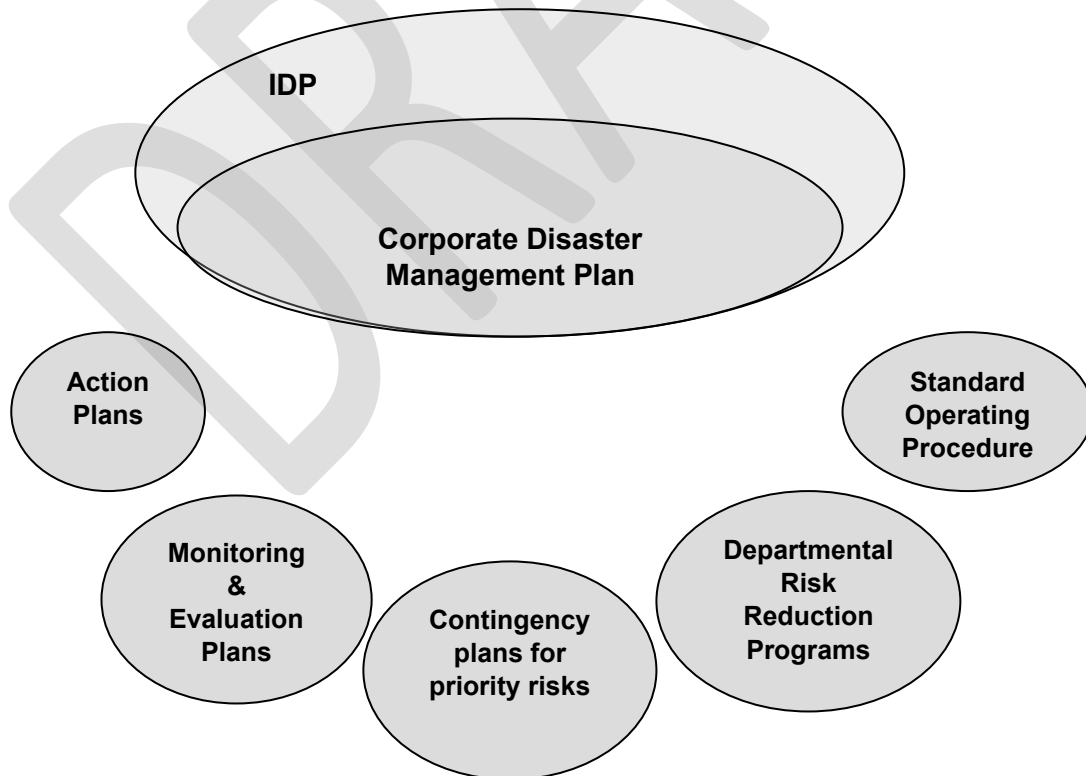 IDP
Corporate Disaster
Management Plan
Action
Plans
Standard
Operating
Procedure
Monitoring
&
Evaluation
Plans
Contingency
plans for
priority risks
Departmental
Risk
Reduction
Programs
DRA